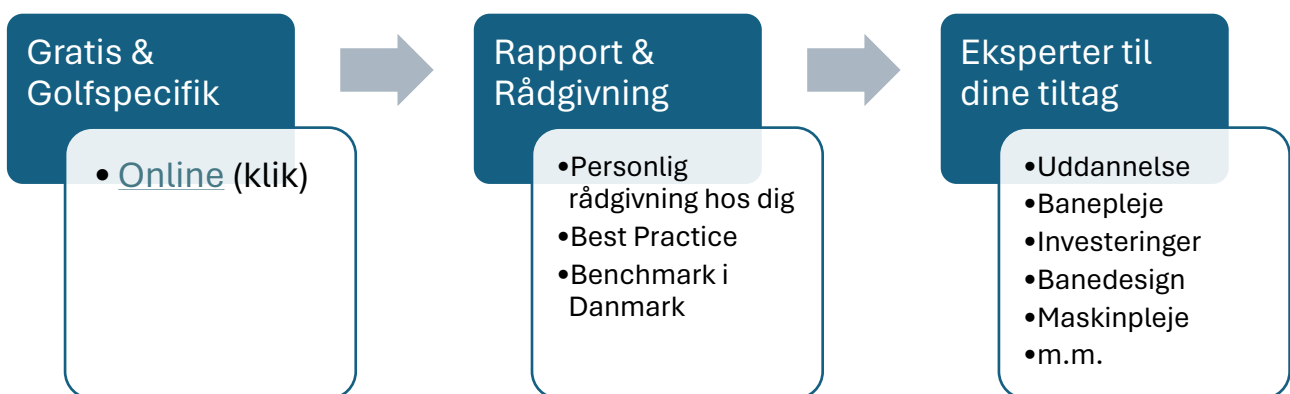 Gratis &
Golfspecifik
• Online (klik)
Rapport &
Rådgivning
•Personlig
rådgivning hos dig
•Best Practice
•Benchmark i
Danmark
Eksperter til
dine tiltag
•Uddannelse
•Banepleje
•Investeringer
•Banedesign
•Maskinpleje
•m.m.